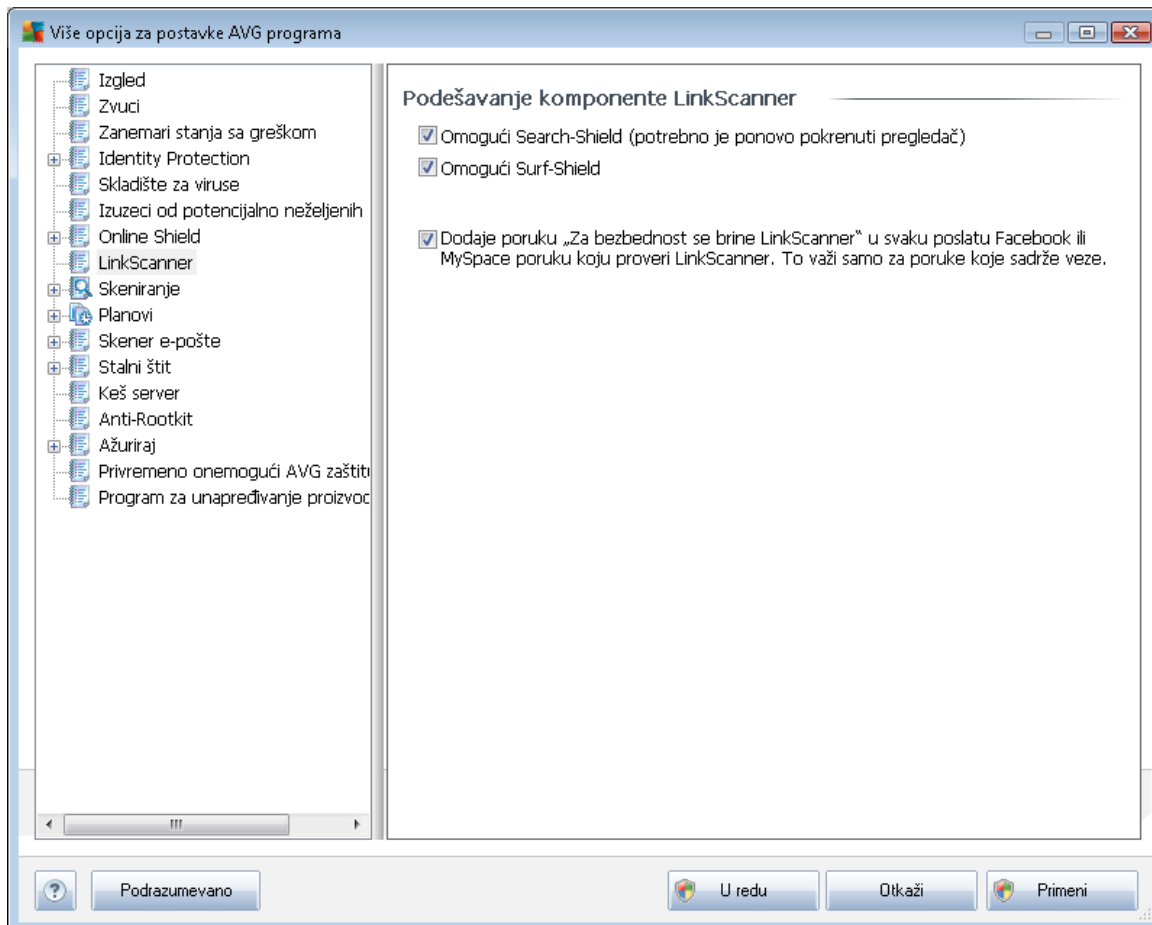 Više opcija za postavke AVG programa
Izgled
Zvuci
Zanemari stanja sa greškom
Identity Protection
Skladište za viruse
Izuzeci od potencijalno neželjenih
Online Shield
LinkScanner
Skeniranje
Planovi
Skener e-pošte
Stalni štit
Keš server
Anti-Rootkit
Ažuriraj
Privremeno onemogući AVG zaštitu
Program za unapređivanje proizvod
Podešavanje komponente LinkScanner
Omogući Search-Shield (potrebno je ponovo pokrenuti pregledač)
Omogući Surf-Shield
Dodaje poruku „Za bezbednost se brine LinkScanner“ u svaku poslatu Facebook ili
MySpace poruku koju proveri LinkScanner. To važi samo za poruke koje sadrže veze.
?
Podrazumevano
U redu
Otkaži
Primeni